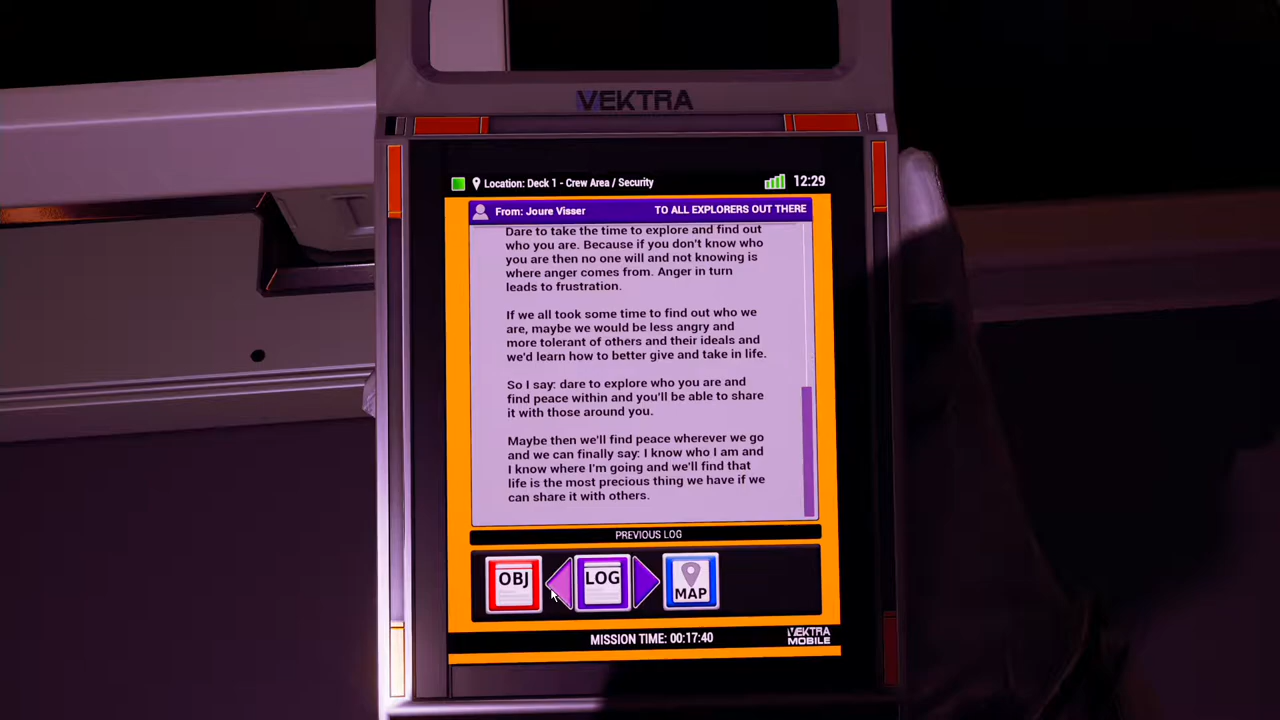 VEKTRA
Location: Deck 1 - Crew Area / Security
12:29
From: Joure Visser
TO ALL EXPLORERS OUT THERE
Dare to take the time to explore and find out
who you are. Because if you don't know who
you are then no one will and not knowing is
where anger comes from. Anger in turn
leads to frustration.
If we all took some time to find out who we
are, maybe we would be less angry and
more tolerant of others and their ideals and
we'd learn how to better give and take in life.
So I say: dare to explore who you are and
find peace within and you'll be able to share
it with those around you.
Maybe then we'll find peace wherever we go
and we can finally say: I know who I am and
I know where I'm going and we'll find that
life is the most precious thing we have if we
can share it with others.
PREVIOUS LOG
OBJ
LOG
MAP
MISSION TIME: 00:17:40
VEKTRA
MOBILE